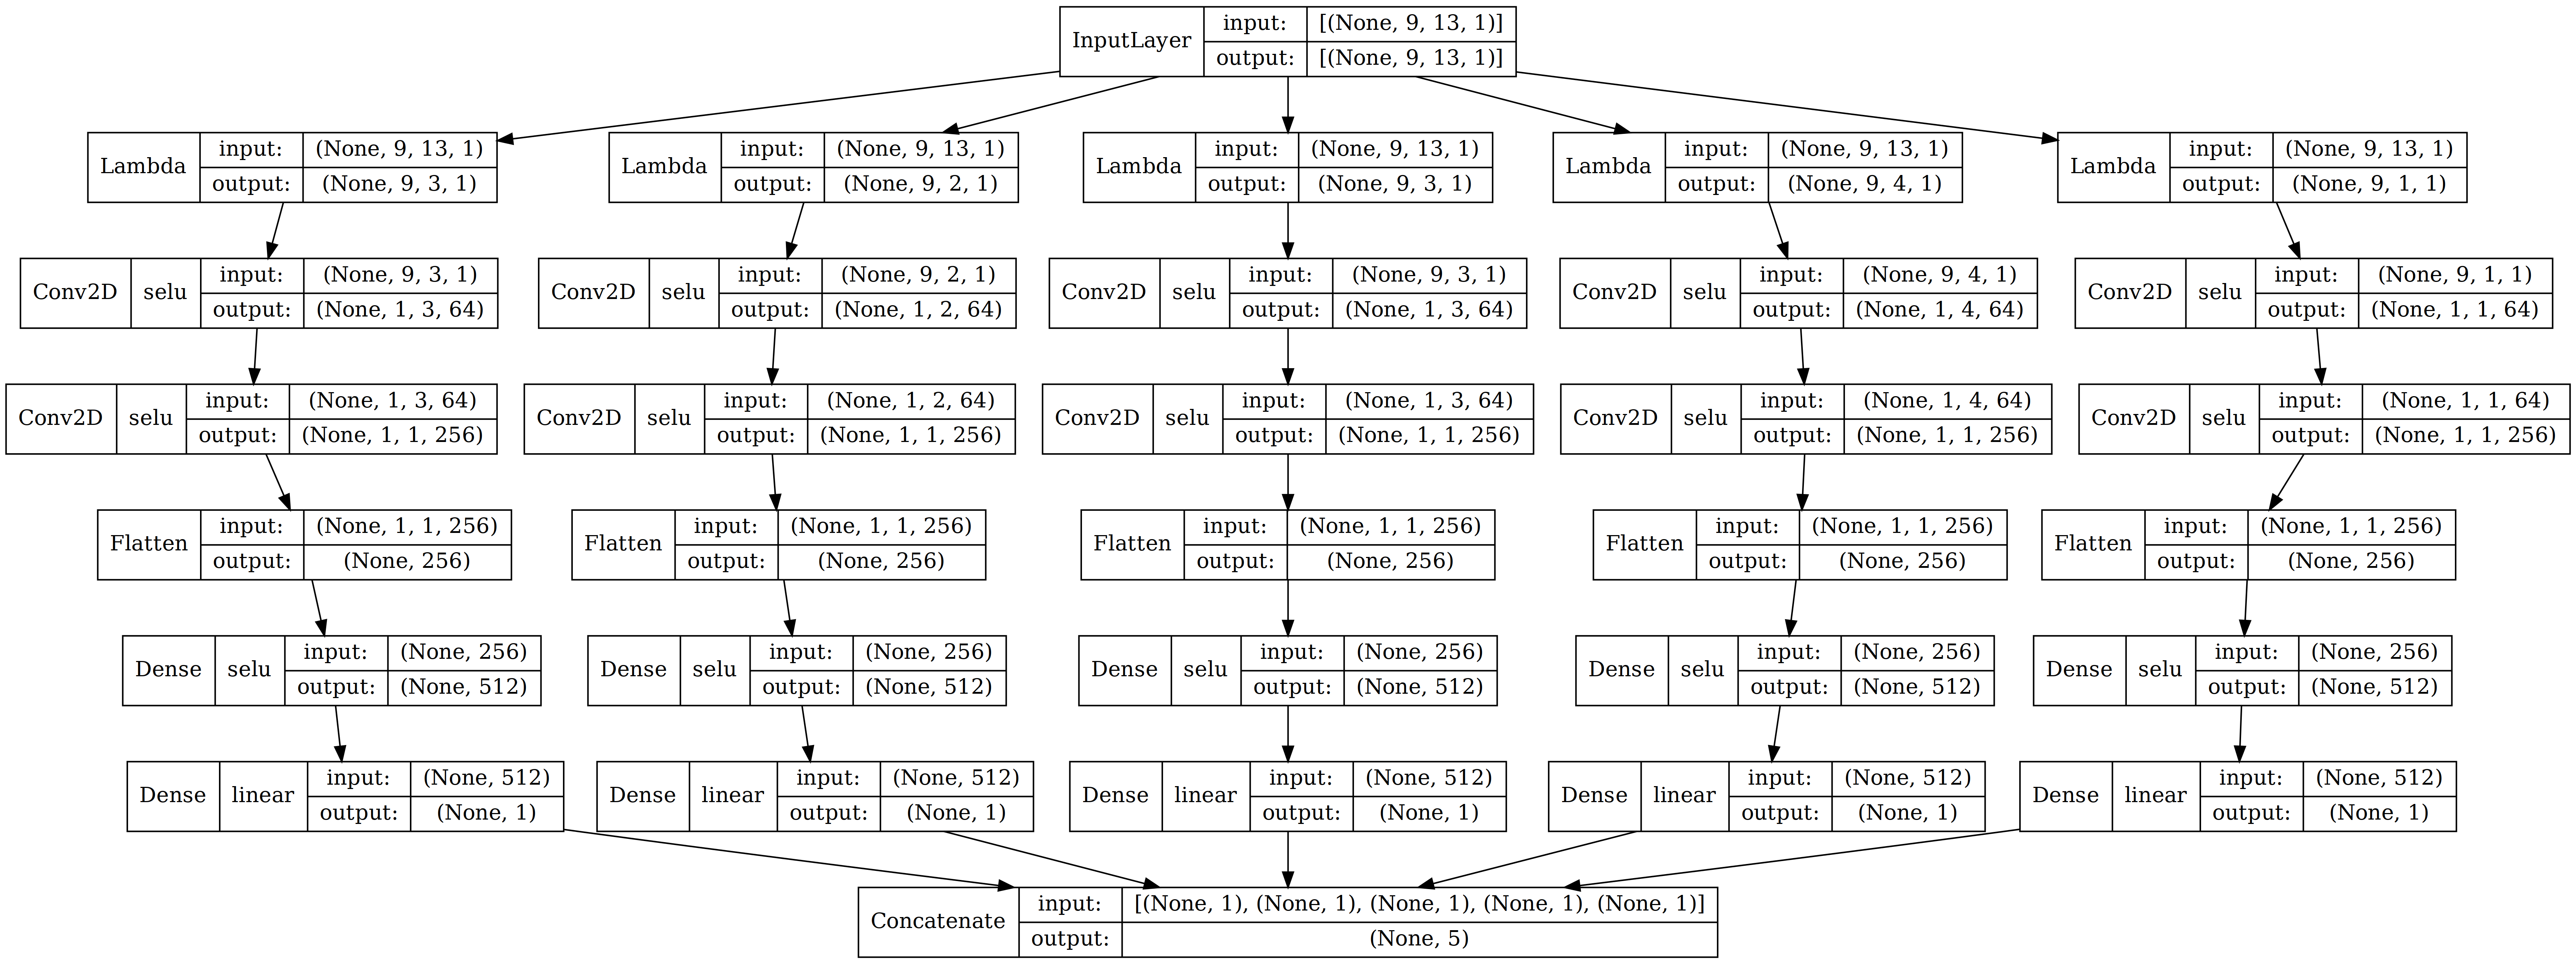 InputLayer input: [(None, 9, 13, 1)]
output: [(None, 9, 13, 1)]
Lambda input: (None, 9, 13, 1)
output: (None, 9, 3, 1)
Lambda input: (None, 9, 13, 1)
output: (None, 9, 2, 1)
Lambda input: (None, 9, 13, 1)
output: (None, 9, 3, 1)
Lambda input: (None, 9, 13, 1)
output: (None, 9, 4, 1)
Lambda input: (None, 9, 13, 1)
output: (None, 9, 1, 1)
Conv2D selu input: (None, 9, 3, 1)
output: (None, 1, 3, 64)
Conv2D selu input: (None, 9, 2, 1)
output: (None, 1, 2, 64)
Conv2D selu input: (None, 9, 3, 1)
output: (None, 1, 3, 64)
Conv2D selu input: (None, 9, 4, 1)
output: (None, 1, 4, 64)
Conv2D selu input: (None, 9, 1, 1)
output: (None, 1, 1, 64)
Conv2D selu input: (None, 1, 3, 64)
output: (None, 1, 1, 256)
Conv2D selu input: (None, 1, 2, 64)
output: (None, 1, 1, 256)
Conv2D selu input: (None, 1, 3, 64)
output: (None, 1, 1, 256)
Conv2D selu input: (None, 1, 4, 64)
output: (None, 1, 1, 256)
Conv2D selu input: (None, 1, 1, 64)
output: (None, 1, 1, 256)
Flatten input: (None, 1, 1, 256)
output: (None, 256)
Flatten input: (None, 1, 1, 256)
output: (None, 256)
Flatten input: (None, 1, 1, 256)
output: (None, 256)
Flatten input: (None, 1, 1, 256)
output: (None, 256)
Flatten input: (None, 1, 1, 256)
output: (None, 256)
Dense selu input: (None, 256)
output: (None, 512)
Dense selu input: (None, 256)
output: (None, 512)
Dense selu input: (None, 256)
output: (None, 512)
Dense selu input: (None, 256)
output: (None, 512)
Dense selu input: (None, 256)
output: (None, 512)
Dense linear input: (None, 512)
output: (None, 1)
Dense linear input: (None, 512)
output: (None, 1)
Dense linear input: (None, 512)
output: (None, 1)
Dense linear input: (None, 512)
output: (None, 1)
Dense linear input: (None, 512)
output: (None, 1)
Concatenate input: [(None, 1), (None, 1), (None, 1), (None, 1), (None, 1)]
output: (None, 5)